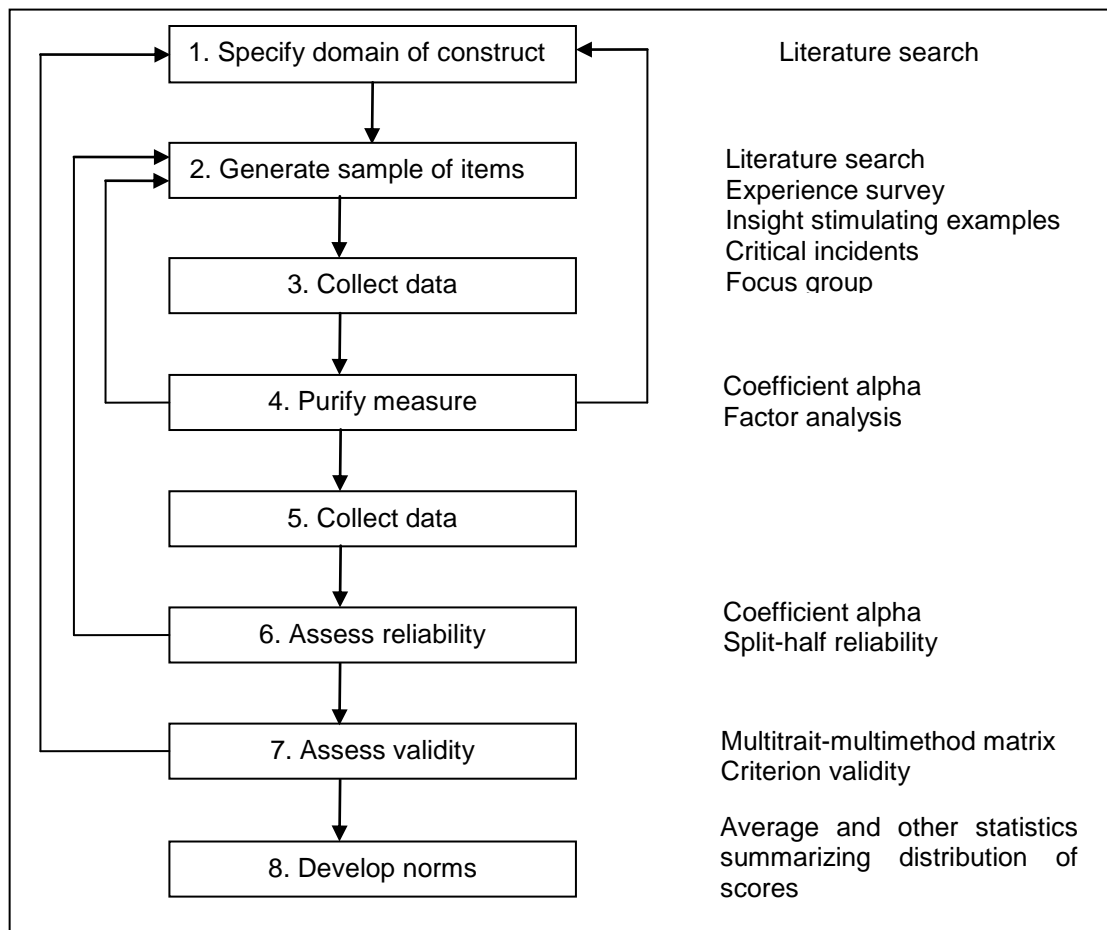 1. Specify domain of construct
Literature search
2. Generate sample of items
Literature search
Experience survey
Insight stimulating examples
Critical incidents
Focus group
3. Collect data
4. Purify measure
Coefficient alpha
Factor analysis
5. Collect data
6. Assess reliability
Coefficient alpha
Split-half reliability
7. Assess validity
Multitrait-multimethod matrix
Criterion validity
8. Develop norms
Average and other statistics
summarizing distribution of
scores